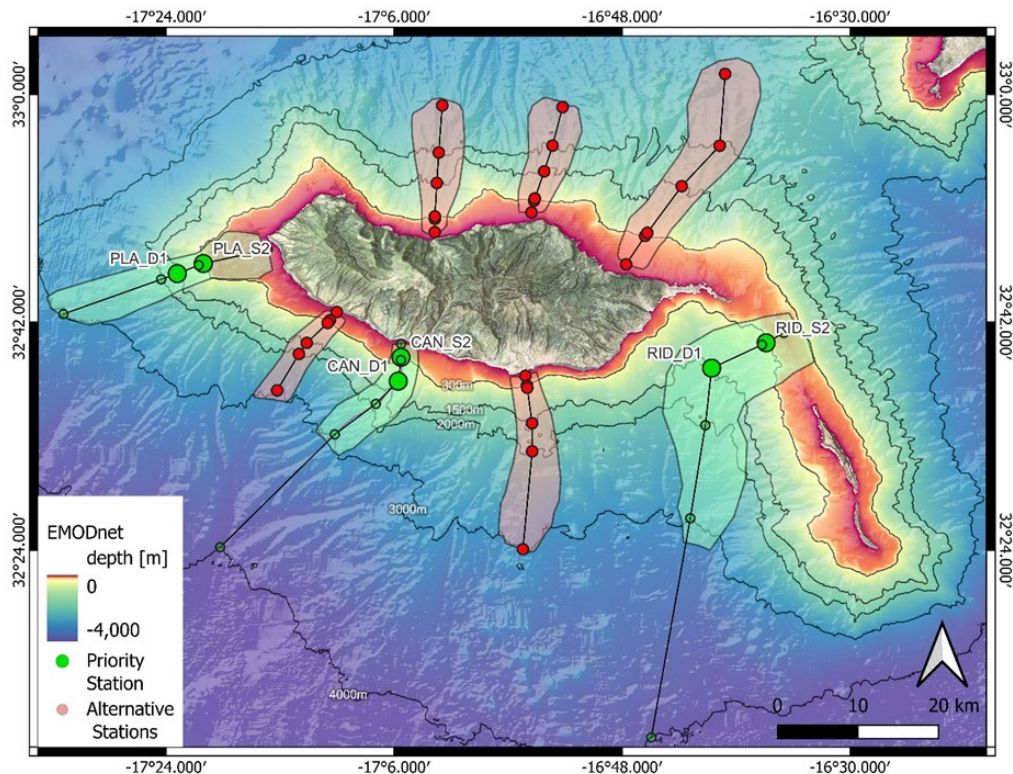 -17°24.000' -17°6.000' -16°48.000' -16°30.000'
33°0.000' 33°0.000'
PLA_D1 PLA_S2
32°42.000' 32°42.000'
CAN_S2 RID_S2
CAN_D1 RID_D1
300m
1500m
2000m
3000m
EMODnet
depth [m]
0
-4,000
Priority
Station
Alternative
Stations
32°24.000' 32°24.000'
4000m
0 10 20 km
-17°24.000' -17°6.000' -16°48.000' -16°30.000'